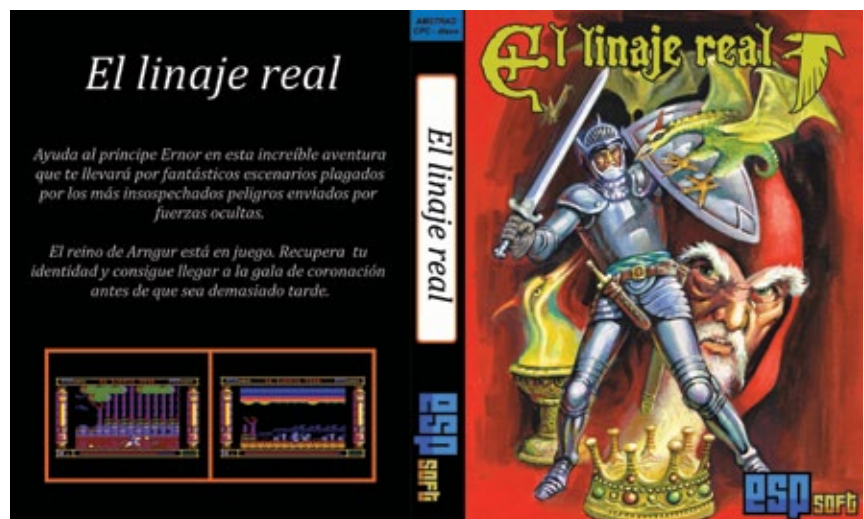 El linaje real
Ayuda al príncipe Ernor en esta increíble aventura
que te llevará por fantásticos escenarios plagados
por los más insospechados peligros enviados por
fuerzas ocultas.
El reino de Arngur está en juego. Recupera tu
identidad y consigue llegar a la gala de coronación
antes de que sea demasiado tarde.
AMSTRAD
CPC - disco
El linaje real
esp
soft
El linaje real
esp soft